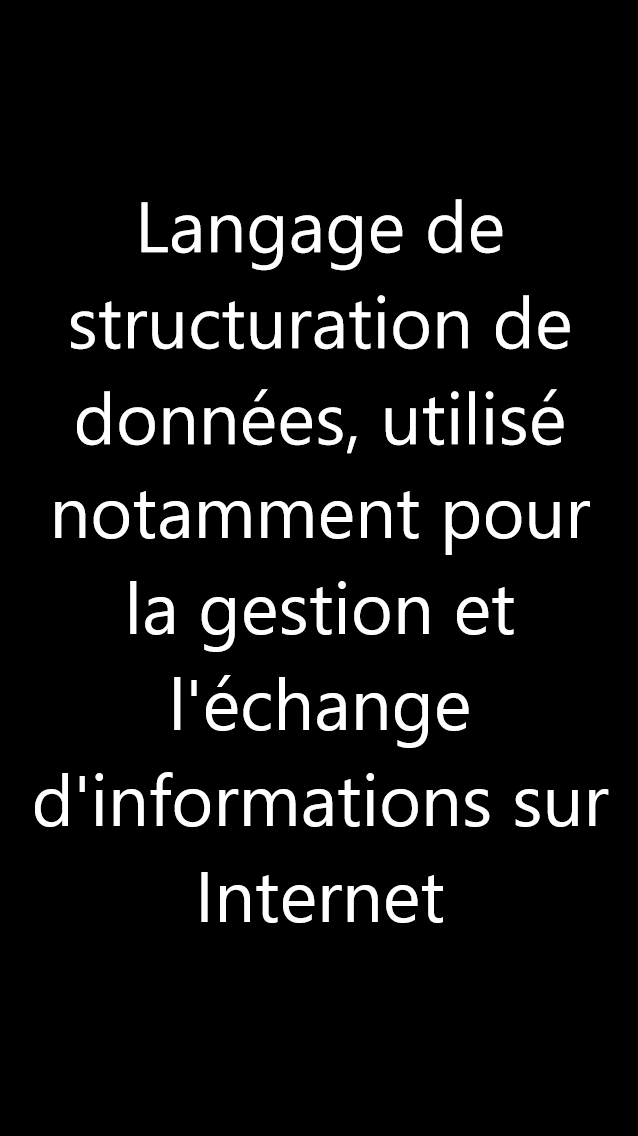 Langage de
structuration de
données, utilisé
notamment pour
la gestion et
l'échange
d'informations sur
Internet